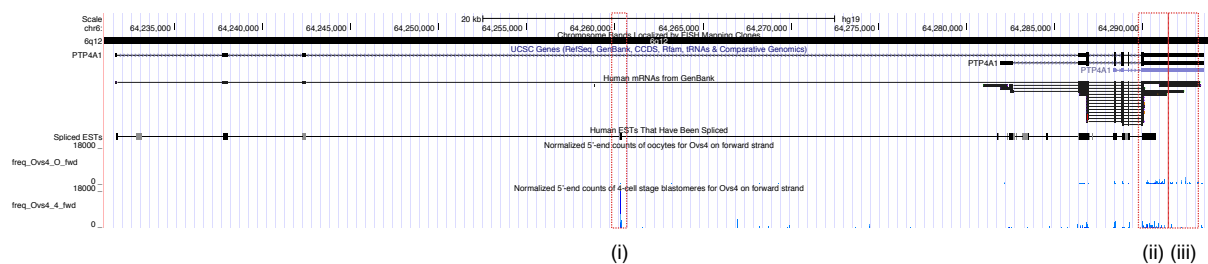 Scale 20 kb hg19
chr6: 64,235,000 64,240,000 64,245,000 64,250,000 64,255,000 64,260,000 64,265,000 64,270,000 64,275,000 64,280,000 64,285,000 64,290,000
Chromosome Bands Localized by FISH Mapping Clones
6q12 6q12
UCSC Genes (RefSeq, GenBank, CCDS, Rfam, tRNAs & Comparative Genomics)
PTP4A1
PTP4A1
PTP4A1
Human mRNAs from GenBank
Human ESTs That Have Been Spliced
Spliced ESTs
Normalized 5'-end counts of oocytes for Ovs4 on forward strand
18000
freq_Ovs4_O_fwd
0
Normalized 5'-end counts of 4-cell stage blastomeres for Ovs4 on forward strand
18000
freq_Ovs4_4_fwd
0
(i) (ii) (iii)